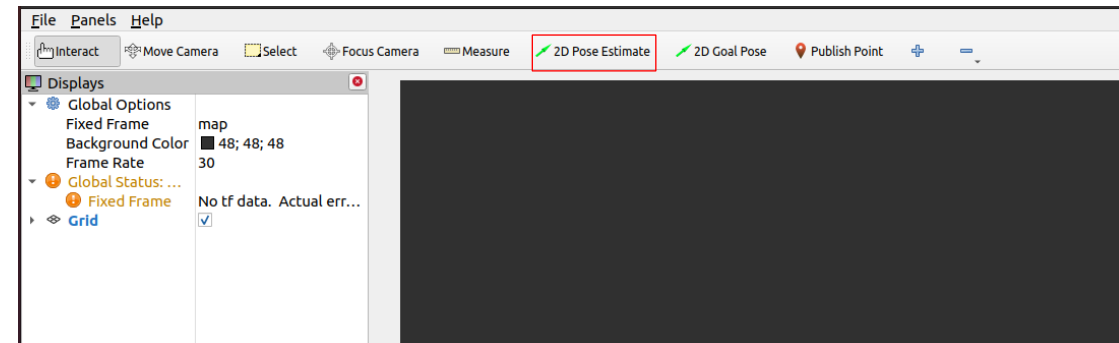 File Panels Help
Interact Move Camera Select Focus Camera Measure 2D Pose Estimate 2D Goal Pose Publish Point
Displays
Global Options
Fixed Frame map
Background Color 48; 48; 48
Frame Rate 30
Global Status: ...
Fixed Frame No tf data. Actual err...
Grid